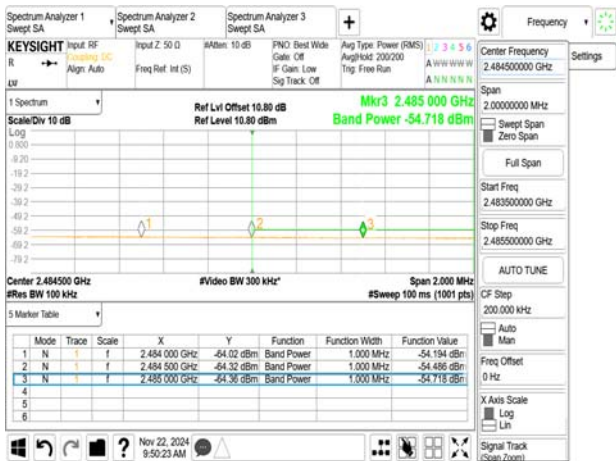 Spectrum Analyzer 1
Swept SA
Spectrum Analyzer 2
Swept SA
Spectrum Analyzer 3
Swept SA
Frequency
KEYSIGHT
R
Input: RF
Coupling: DC
Align: Auto
Input Z: 50 Ω
Freq Ref: Int (S)
#Atten: 10 dB
PNO: Best Wide
Gate: Off
IF Gain: Low
Sig Track: Off
Avg Type: Power (RMS)
Avg|Hold: 200/200
Trig: Free Run
1 2 3 4 5 6
A W W W W W
A N N N N N
1 Spectrum
Scale/Div 10 dB
Ref Lvl Offset 10.80 dB
Ref Level 10.80 dBm
Mkr3 2.485 000 GHz
Band Power -54.718 dBm
Log
0.800
-9.20
-19.2
-29.2
-39.2
-49.2
-59.2
-69.2
-79.2
1
2
3
Center 2.484500 GHz
#Res BW 100 kHz
#Video BW 300 kHz*
Span 2.000 MHz
#Sweep 100 ms (1001 pts)
5 Marker Table
Mode Trace Scale X Y Function Function Width Function Value
1 N 1 f 2.484 000 GHz -64.02 dBm Band Power 1.000 MHz -54.194 dBm
2 N 1 f 2.484 500 GHz -64.32 dBm Band Power 1.000 MHz -54.486 dBm
3 N 1 f 2.485 000 GHz -64.36 dBm Band Power 1.000 MHz -54.718 dBm
4
5
6
Nov 22, 2024
9:50:23 AM
Center Frequency
2.484500000 GHz
Settings
Span
2.00000000 MHz
Swept Span
Zero Span
Full Span
Start Freq
2.483500000 GHz
Stop Freq
2.485500000 GHz
AUTO TUNE
CF Step
200.000 kHz
Auto
Man
Freq Offset
0 Hz
X Axis Scale
Log
Lin
Signal Track
(Span Zoom)